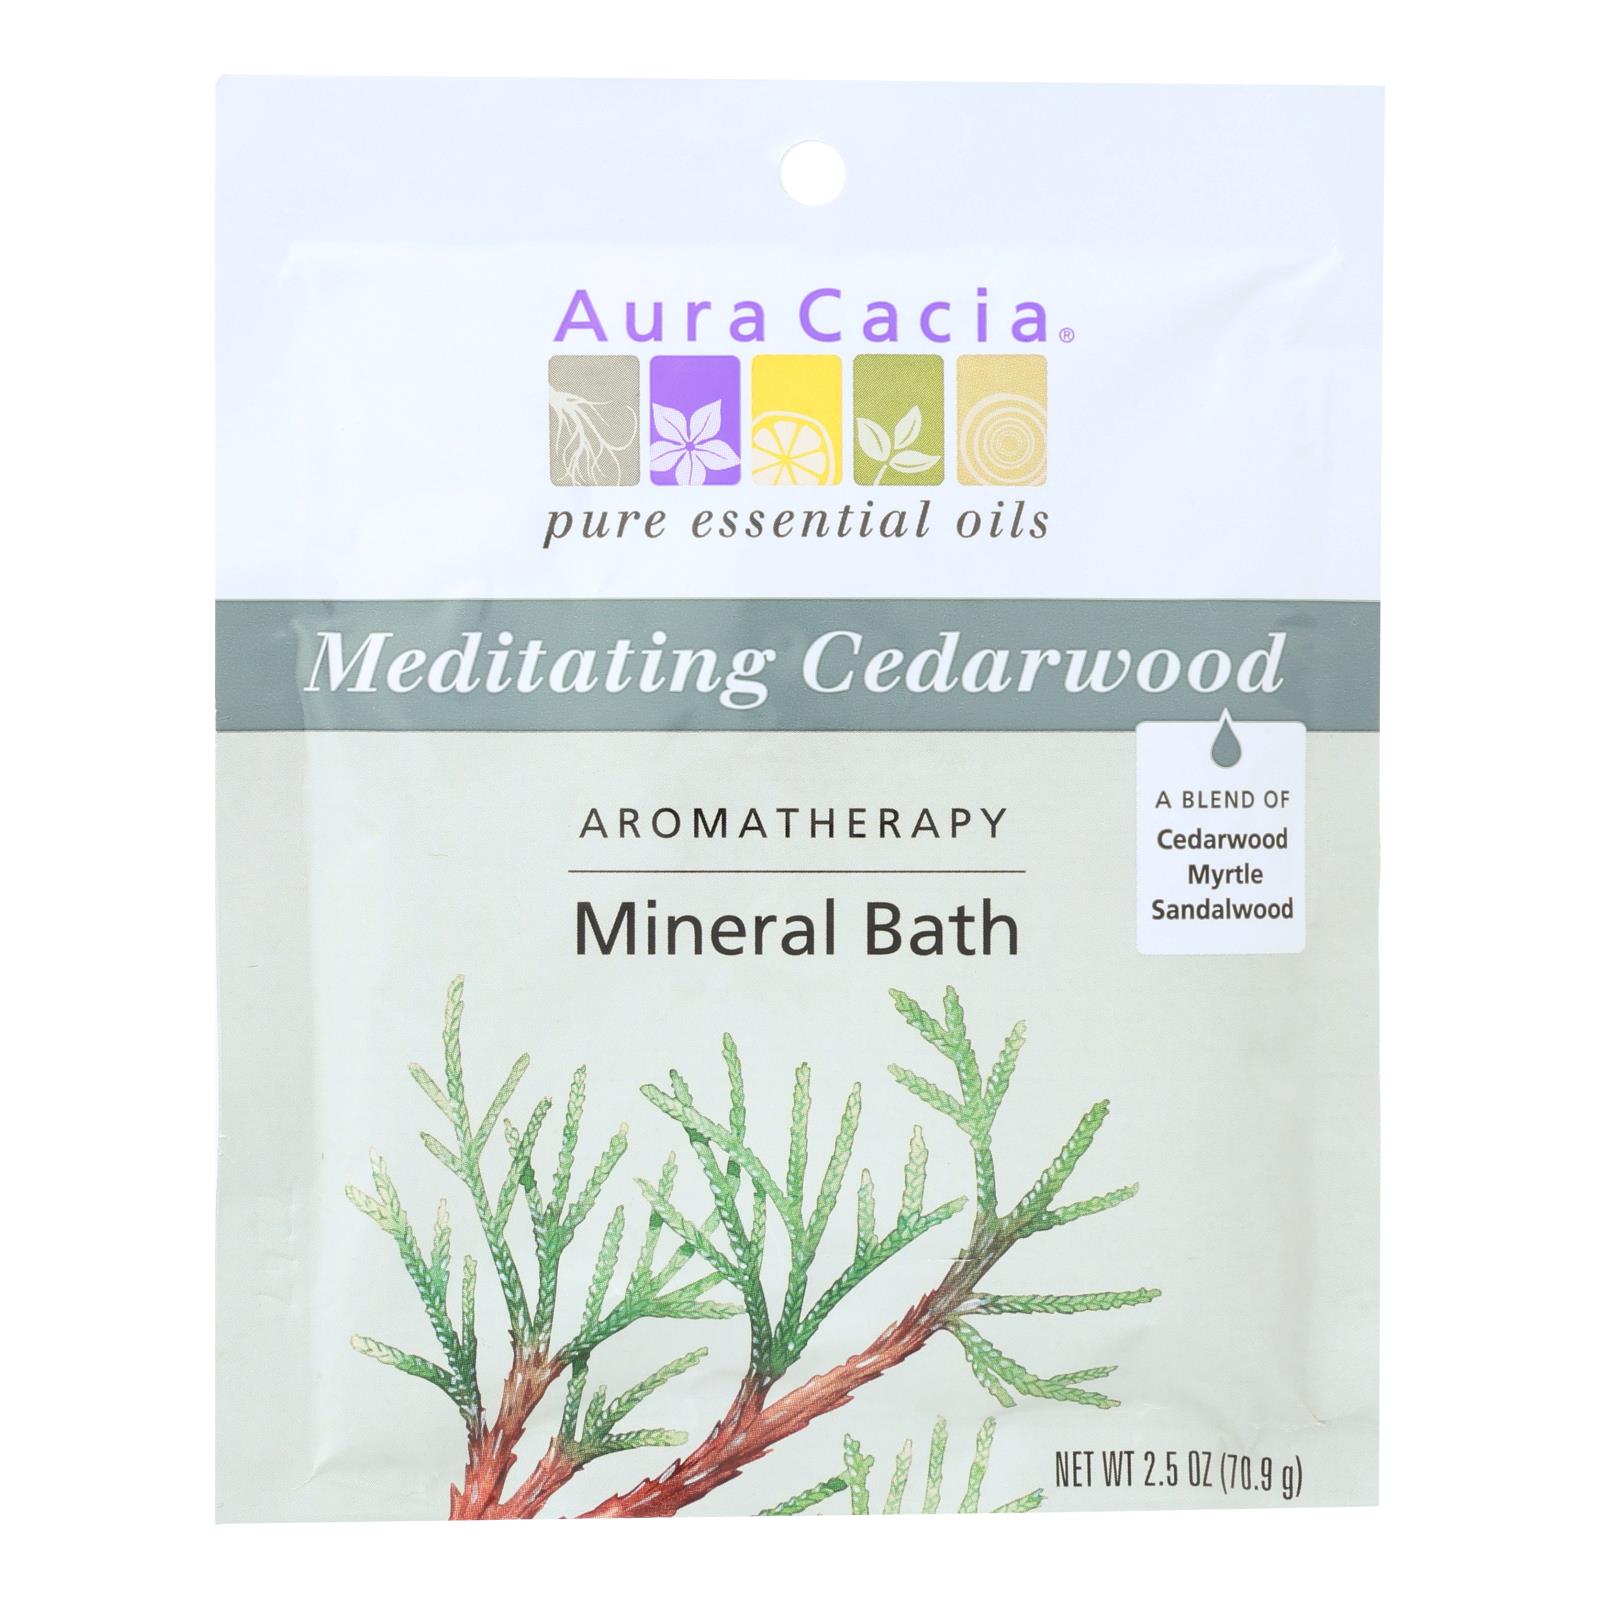 Aura Cacia®
pure essential oils
Meditating Cedarwood
AROMATHERAPY
Mineral Bath
A BLEND OF
Cedarwood
Myrtle
Sandalwood
NET WT 2.5 OZ (70.9 g)